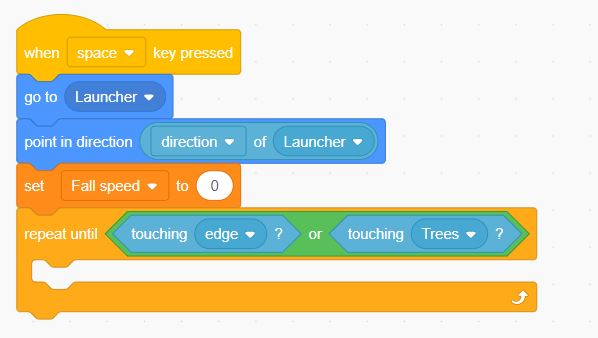 when space key pressed
go to Launcher
point in direction direction of Launcher
set Fall speed to 0
repeat until touching edge ? or touching Trees ?